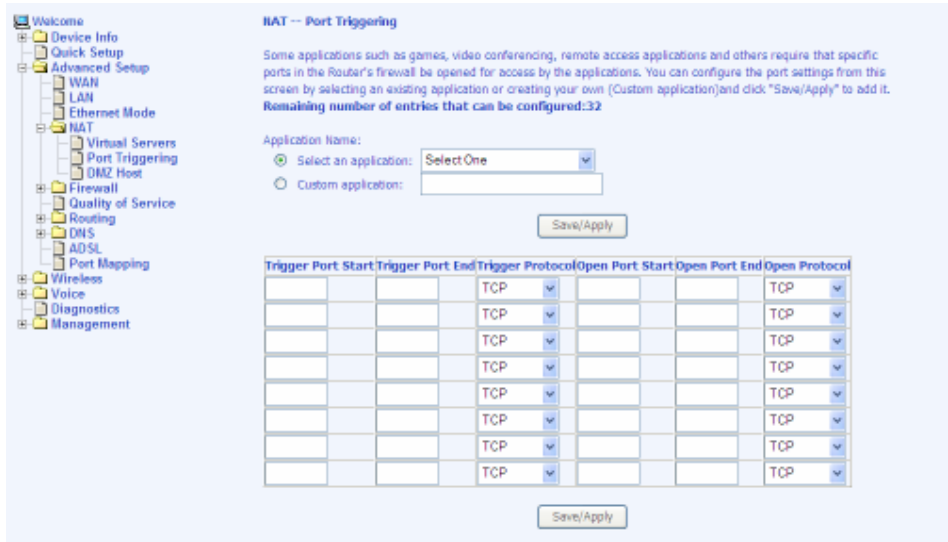 Welcome
Device Info
Quick Setup
Advanced Setup
WAN
LAN
Ethernet Mode
NAT
Virtual Servers
Port Triggering
DMZ Host
Firewall
Quality of Service
Routing
DNS
ADSL
Port Mapping
Wireless
Voice
Diagnostics
Management
NAT -- Port Triggering
Some applications such as games, video conferencing, remote access applications and others require that specific
ports in the Router's firewall be opened for access by the applications. You can configure the port settings from this
screen by selecting an existing application or creating your own (Custom application)and click "Save/Apply" to add it.
Remaining number of entries that can be configured:32
Application Name:
Select an application: Select One
Custom application:
Save/Apply
Trigger Port Start Trigger Port End Trigger Protocol Open Port Start Open Port End Open Protocol
TCP TCP
TCP TCP
TCP TCP
TCP TCP
TCP TCP
TCP TCP
TCP TCP
TCP TCP
Save/Apply